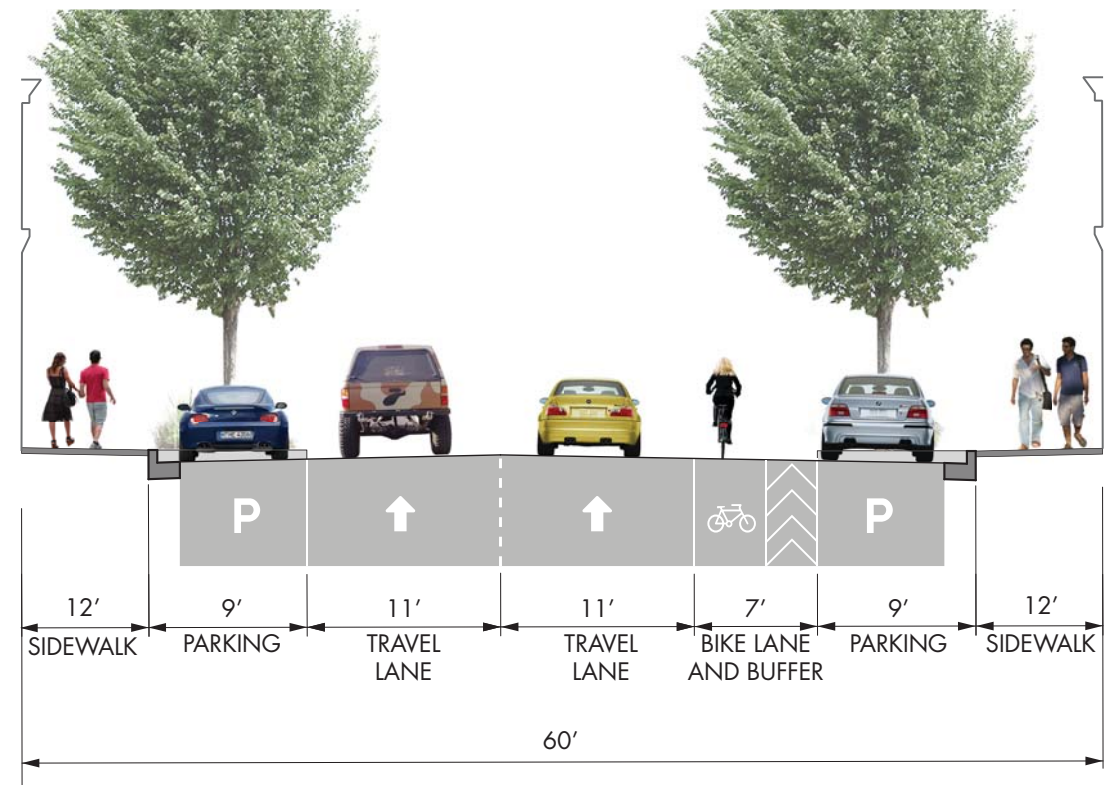 P
P
12′
9′
11′
11′
7′
9′
12′
SIDEWALK
PARKING
TRAVEL
LANE
TRAVEL
LANE
BIKE LANE
AND BUFFER
PARKING
SIDEWALK
60′